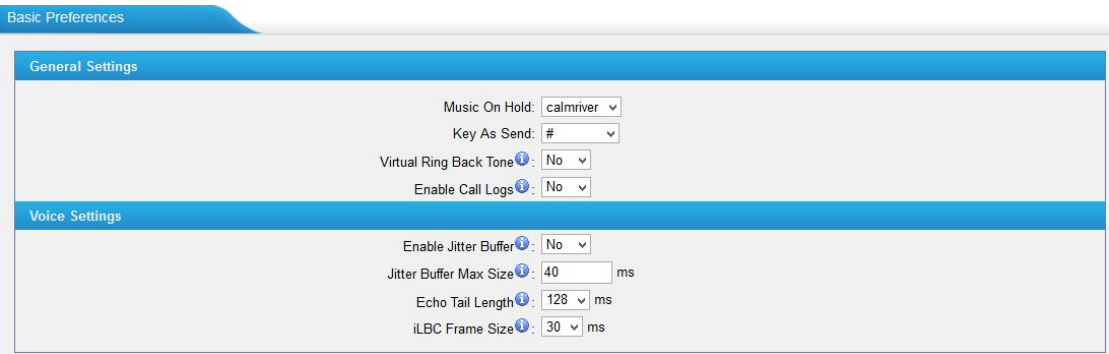 Basic Preferences
General Settings
Music On Hold: calmriver
Key As Send: #
Virtual Ring Back Tone i : No
Enable Call Logs i : No
Voice Settings
Enable Jitter Buffer i : No
Jitter Buffer Max Size i : 40 ms
Echo Tail Length i : 128 ms
iLBC Frame Size i : 30 ms